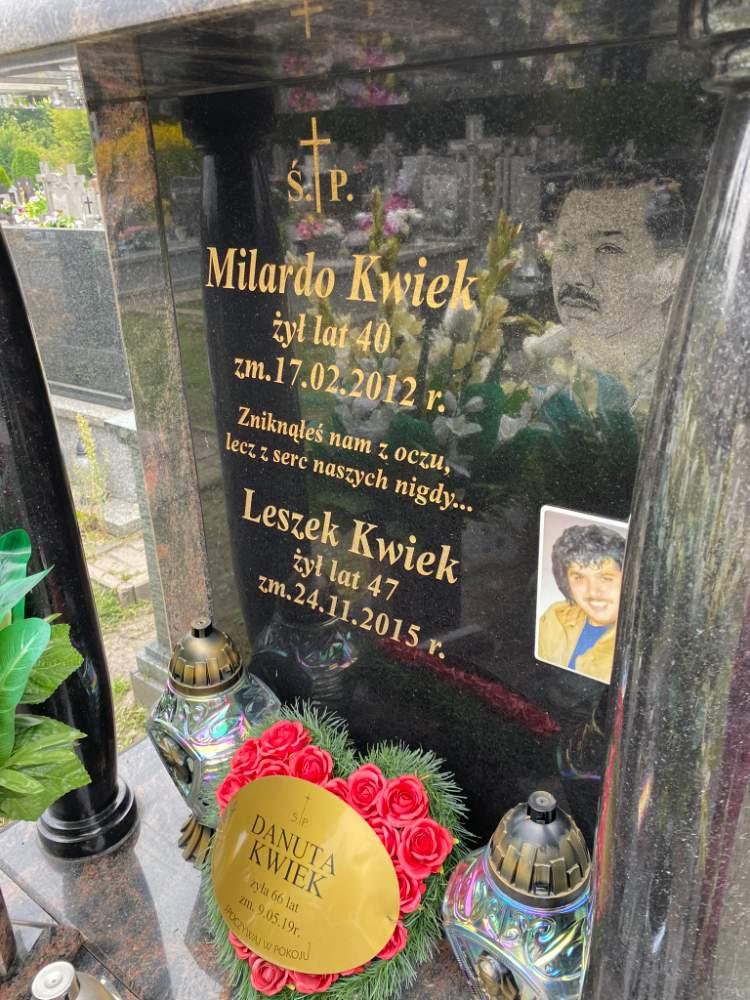 Ś. P.
Milardo Kwiek
żył lat 40
zm.17.02.2012 r.
Zniknąłeś nam z oczu,
lecz z serc naszych nigdy...
Leszek Kwiek
żył lat 47
zm.24.11.2015 r.
Ś P
DANUTA
KWIEK
żyła 66 lat
zm. 9.05.19r.
SPOCZYWAJ W POKOJU